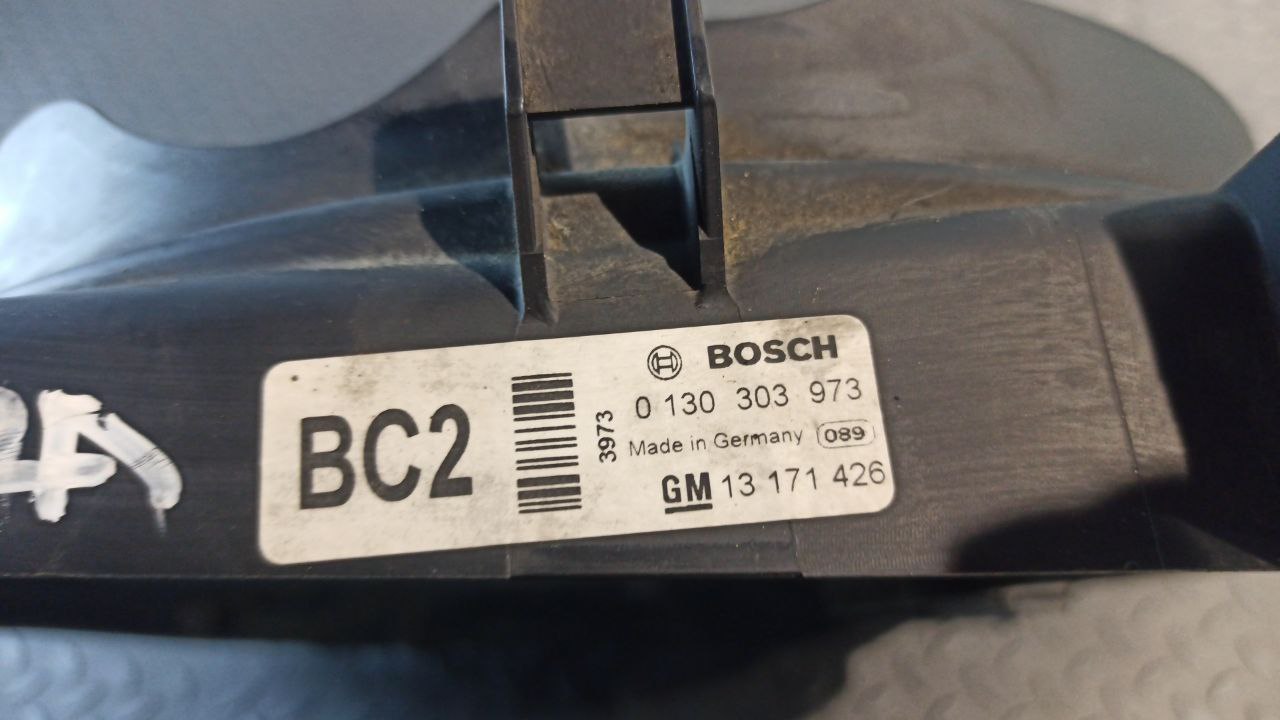 BC2
3973
BOSCH
0 130 303 973
Made in Germany 089
GM 13 171 426